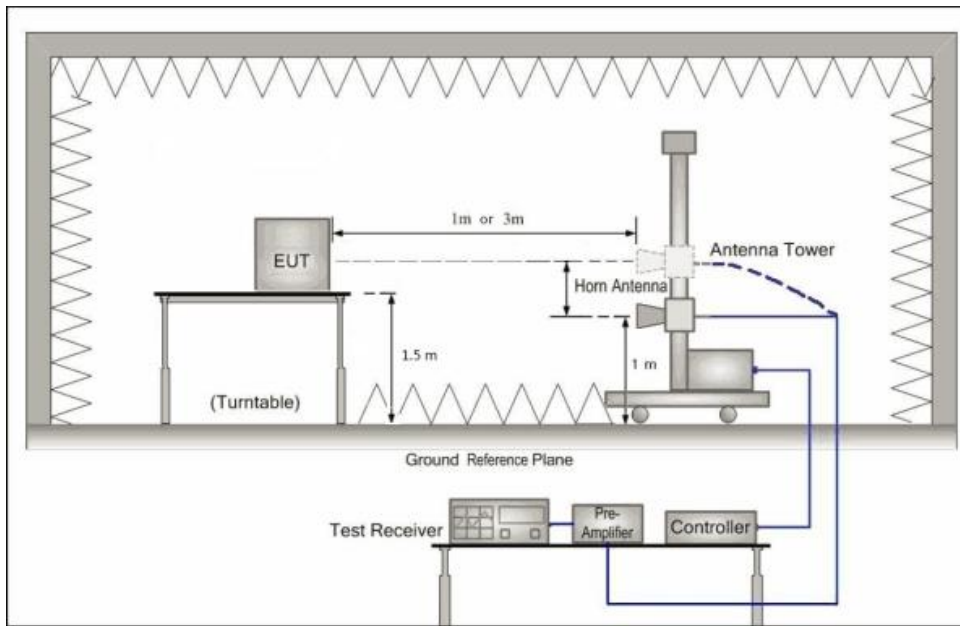 1m or 3m
EUT
Antenna Tower
Horn Antenna
1.5 m
1 m
(Turntable)
Ground Reference Plane
Test Receiver
Pre-
Amplifier
Controller